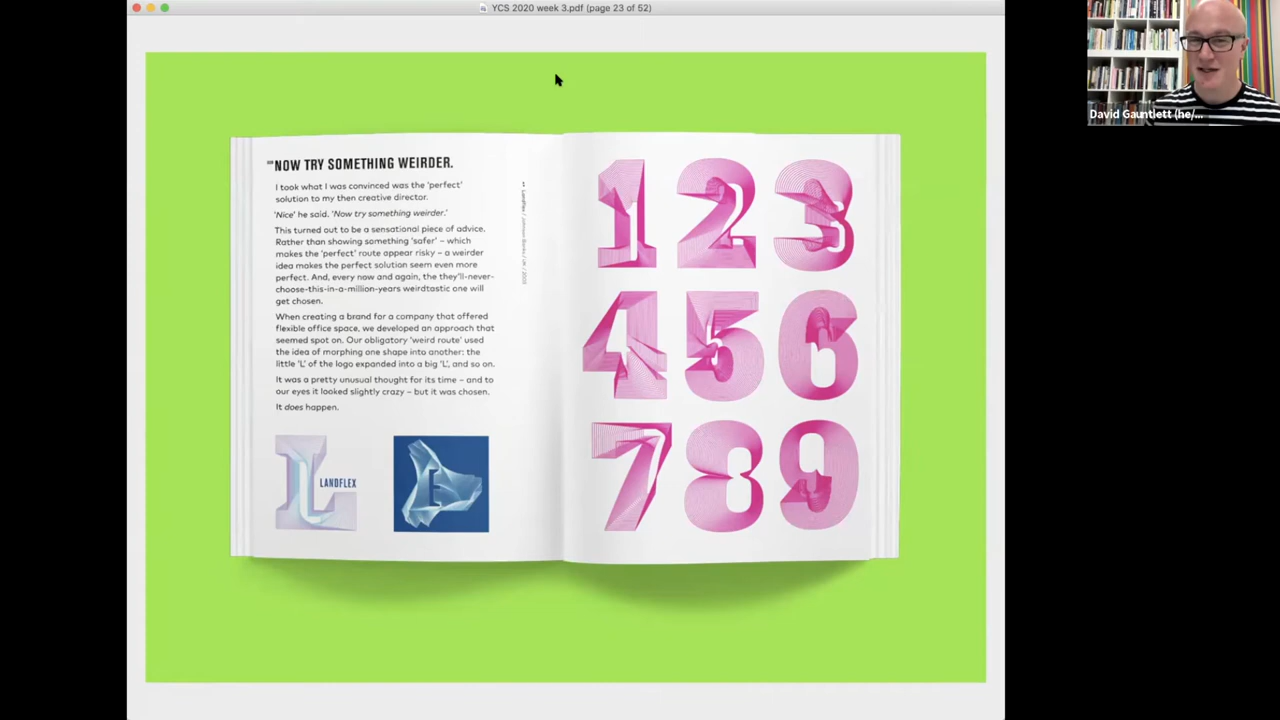 YCS 2020 week 3.pdf (page 23 of 52)
David Gauntlett (he/...
NOW TRY SOMETHING WEIRDER.
I took what I was convinced was the 'perfect'
solution to my then creative director.
'Nice' he said. 'Now try something weirder.'
This turned out to be a sensational piece of advice.
Rather than showing something 'safer' – which
makes the 'perfect' route appear risky – a weirder
idea makes the perfect solution seem even more
perfect. And, every now and again, the they'll-never-
choose-this-in-a-million-years weirdtastic one will
get chosen.
When creating a brand for a company that offered
flexible office space, we developed an approach that
seemed spot on. Our obligatory 'weird route' used
the idea of morphing one shape into another: the
little 'L' of the logo expanded into a big 'L', and so on.
It was a pretty unusual thought for its time – and to
our eyes it looked slightly crazy – but it was chosen.
It does happen.
L LANDFLEX
E
Landflex / Johnson Banks / UK /
1 2 3
4 5 6
7 8 9